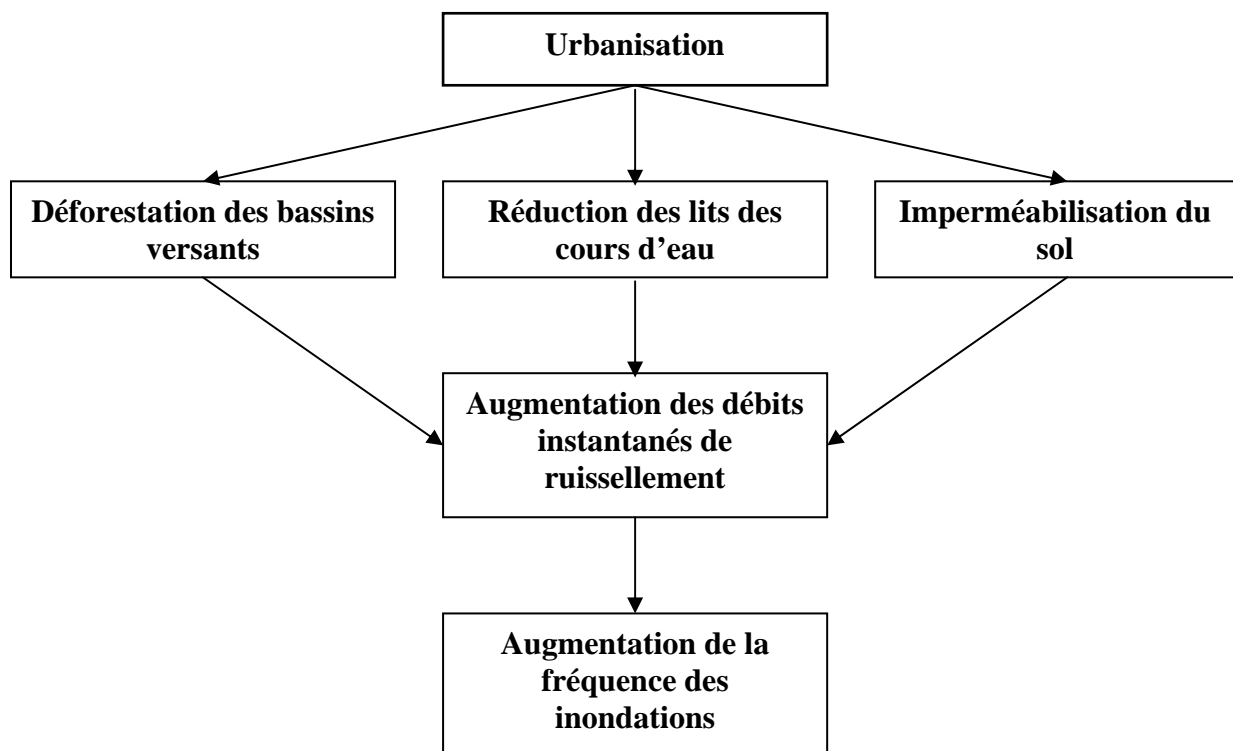 Urbanisation
Déforestation des bassins
versants
Réduction des lits des
cours d’eau
Imperméabilisation du
sol
Augmentation des débits
instantanés de
ruissellement
Augmentation de la
fréquence des
inondations